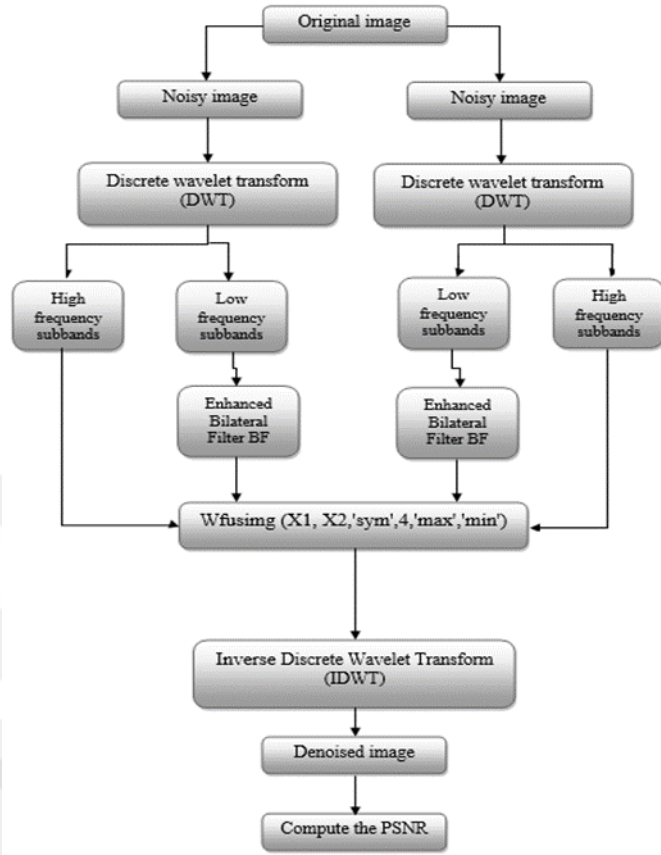 Original image
Noisy image
Noisy image
Discrete wavelet transform
(DWT)
Discrete wavelet transform
(DWT)
High
frequency
subbands
Low
frequency
subbands
Low
frequency
subbands
High
frequency
subbands
Enhanced
Bilateral
Filter BF
Enhanced
Bilateral
Filter BF
Wfusimg (X1, X2,'sym',4,'max','min')
Inverse Discrete Wavelet Transform
(IDWT)
Denoised image
Compute the PSNR